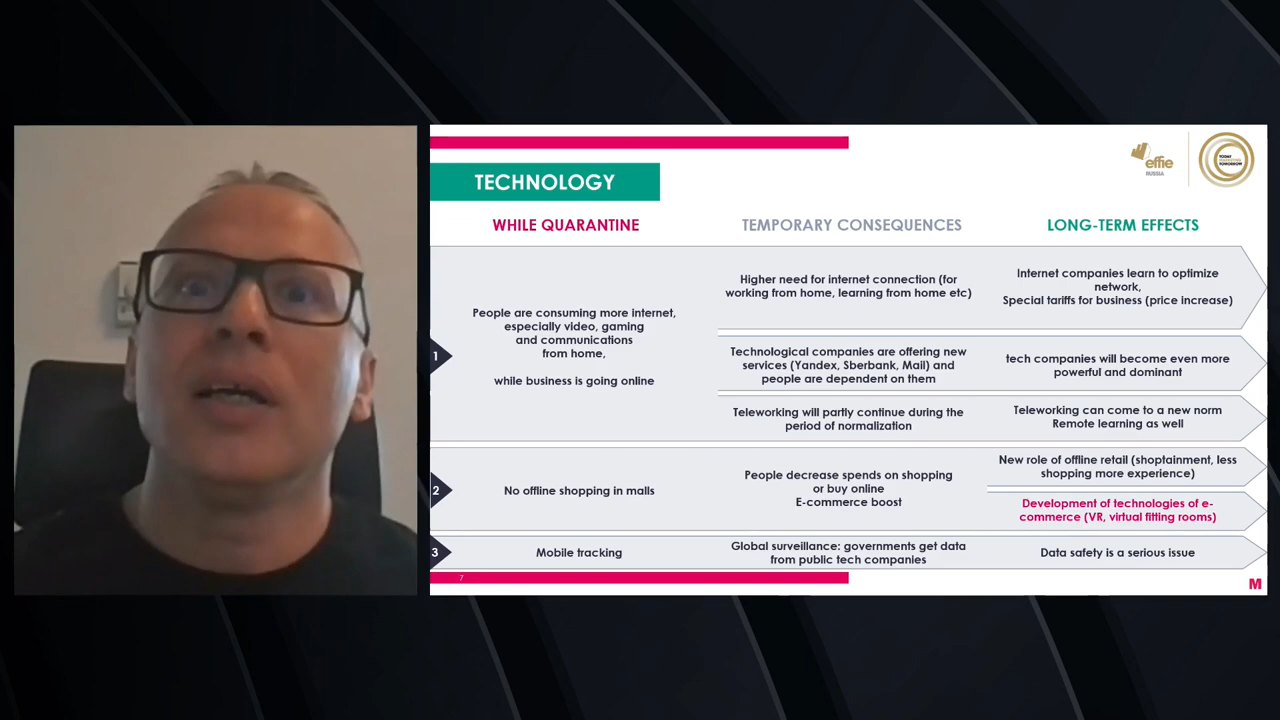 effie
RUSSIA
TODAY
TOMORROW
TECHNOLOGY
WHILE QUARANTINE
TEMPORARY CONSEQUENCES
LONG-TERM EFFECTS
1
People are consuming more internet,
especially video, gaming
and communications
from home,
while business is going online
Higher need for internet connection (for
working from home, learning from home etc)
Internet companies learn to optimize
network,
Special tariffs for business (price increase)
Technological companies are offering new
services (Yandex, Sberbank, Mail) and
people are dependent on them
tech companies will become even more
powerful and dominant
Teleworking will partly continue during the
period of normalization
Teleworking can come to a new norm
Remote learning as well
2
No offline shopping in malls
People decrease spends on shopping
or buy online
E-commerce boost
New role of offline retail (shoptainment, less
shopping more experience)
Development of technologies of e-
commerce (VR, virtual fitting rooms)
3
Mobile tracking
Global surveillance: governments get data
from public tech companies
Data safety is a serious issue
7
M